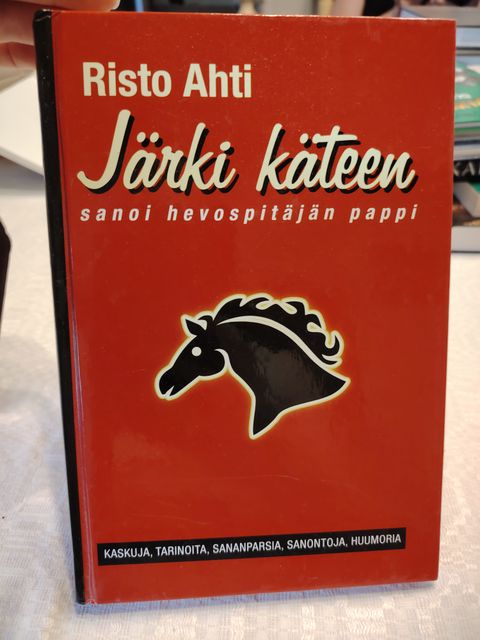 Risto Ahti
Järki käteen
sanoi hevospitäjän pappi
KASKUJA, TARINOITA, SANANPARSIA, SANONTOJA, HUUMORIA